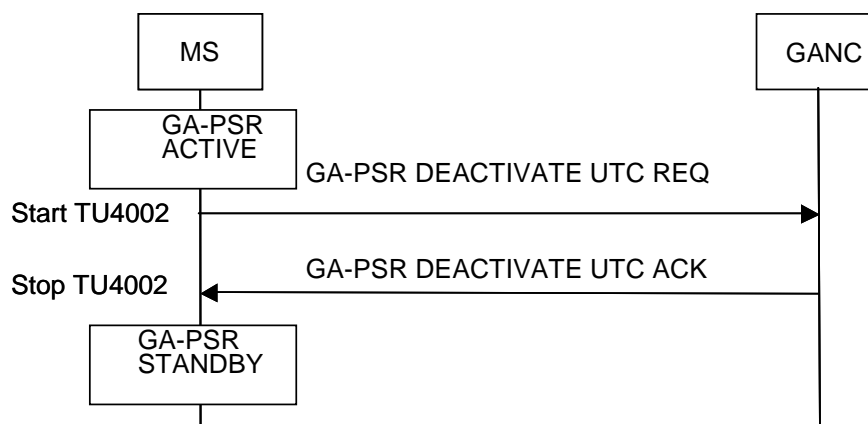 MS
GANC
GA-PSR
ACTIVE
GA-PSR DEACTIVATE UTC REQ
Start TU4002
GA-PSR DEACTIVATE UTC ACK
Stop TU4002
GA-PSR
STANDBY